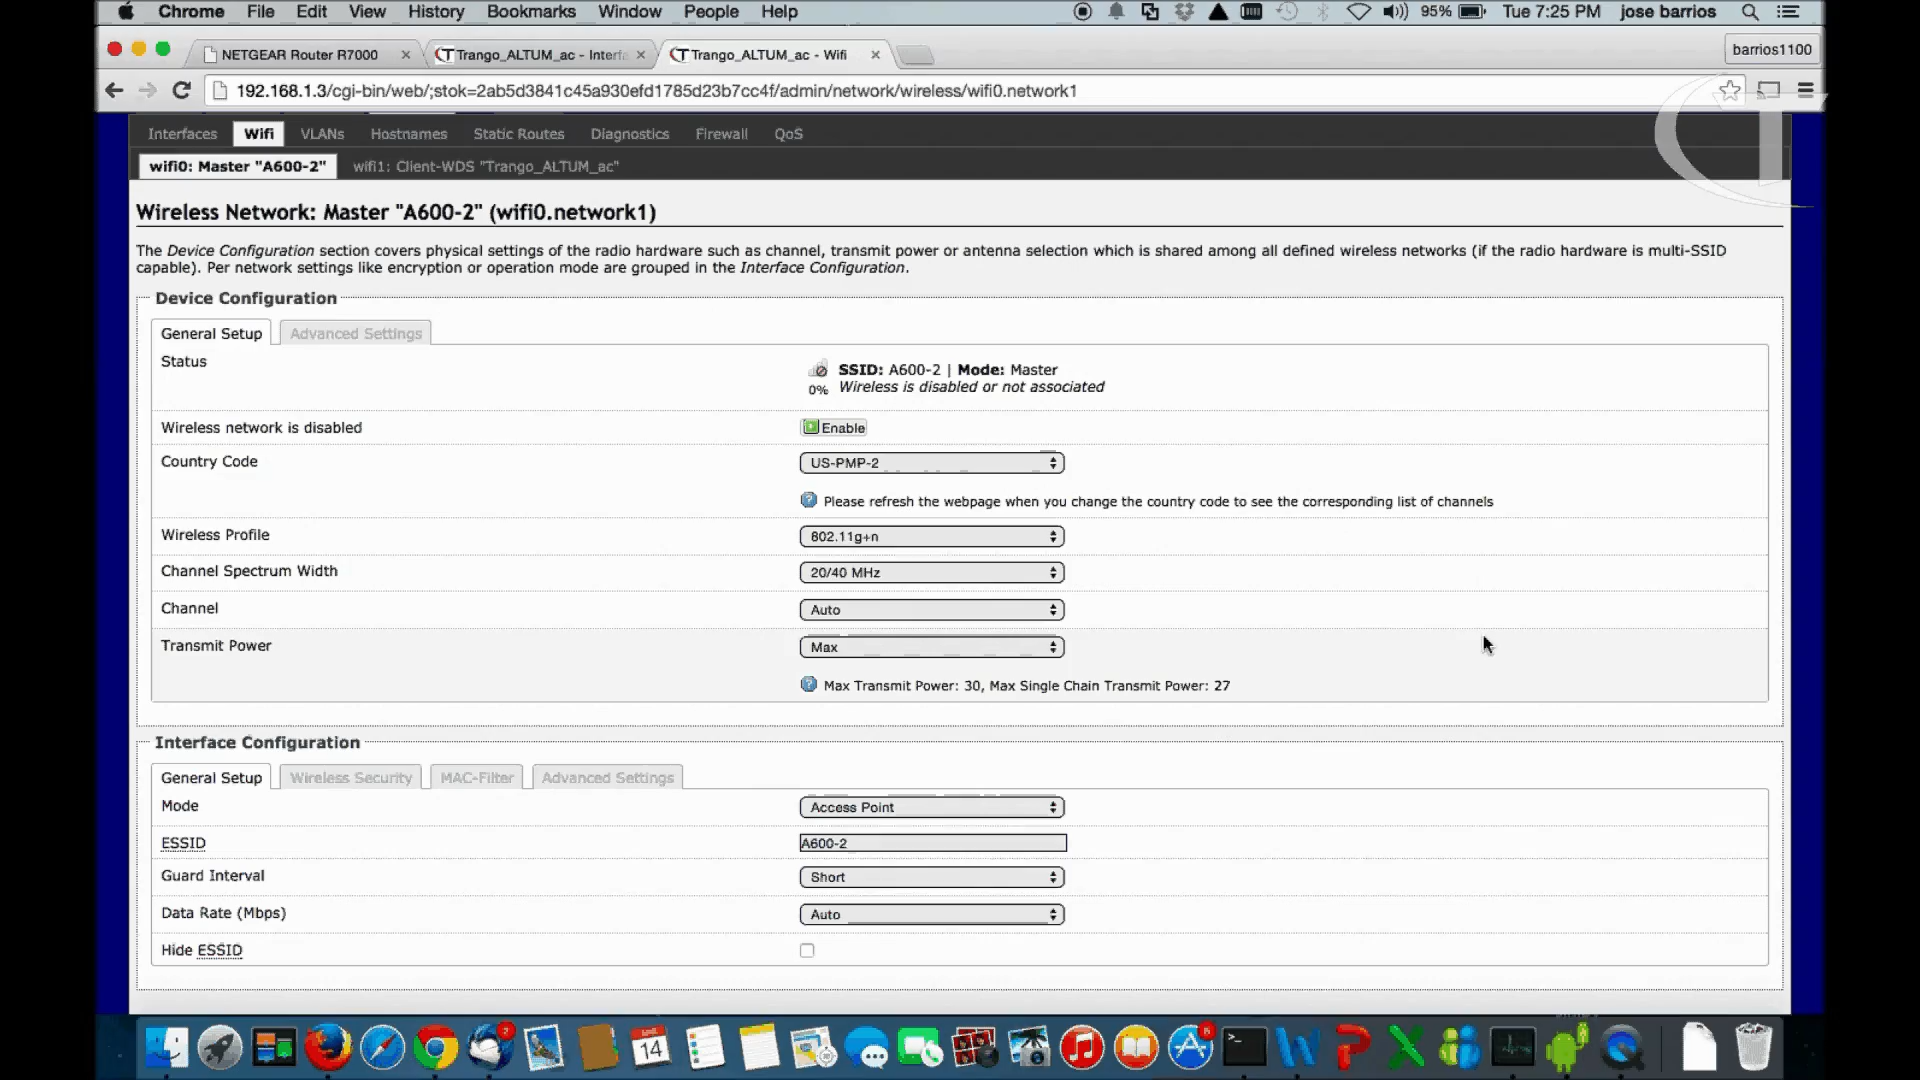 Chrome File Edit View History Bookmarks Window People Help 95% Tue 7:25 PM jose barrios
NETGEAR Router R7000 Trango_ALTUM_ac - Interfa Trango_ALTUM_ac - Wifi barrios1100
192.168.1.3/cgi-bin/web/;stok=2ab5d3841c45a930efd1785d23b7cc4f/admin/network/wireless/wifi0.network1
Interfaces Wifi VLANs Hostnames Static Routes Diagnostics Firewall QoS
wifi0: Master "A600-2" wifi1: Client-WDS "Trango_ALTUM_ac"
Wireless Network: Master "A600-2" (wifi0.network1)
The Device Configuration section covers physical settings of the radio hardware such as channel, transmit power or antenna selection which is shared among all defined wireless networks (if the radio hardware is multi-SSID
capable). Per network settings like encryption or operation mode are grouped in the Interface Configuration.
Device Configuration
General Setup Advanced Settings
Status
SSID: A600-2 | Mode: Master
0% Wireless is disabled or not associated
Wireless network is disabled Enable
Country Code US-PMP-2
Please refresh the webpage when you change the country code to see the corresponding list of channels
Wireless Profile 802.11g+n
Channel Spectrum Width 20/40 MHz
Channel Auto
Transmit Power Max
Max Transmit Power: 30, Max Single Chain Transmit Power: 27
Interface Configuration
General Setup Wireless Security MAC-Filter Advanced Settings
Mode Access Point
ESSID A600-2
Guard Interval Short
Data Rate (Mbps) Auto
Hide ESSID
14